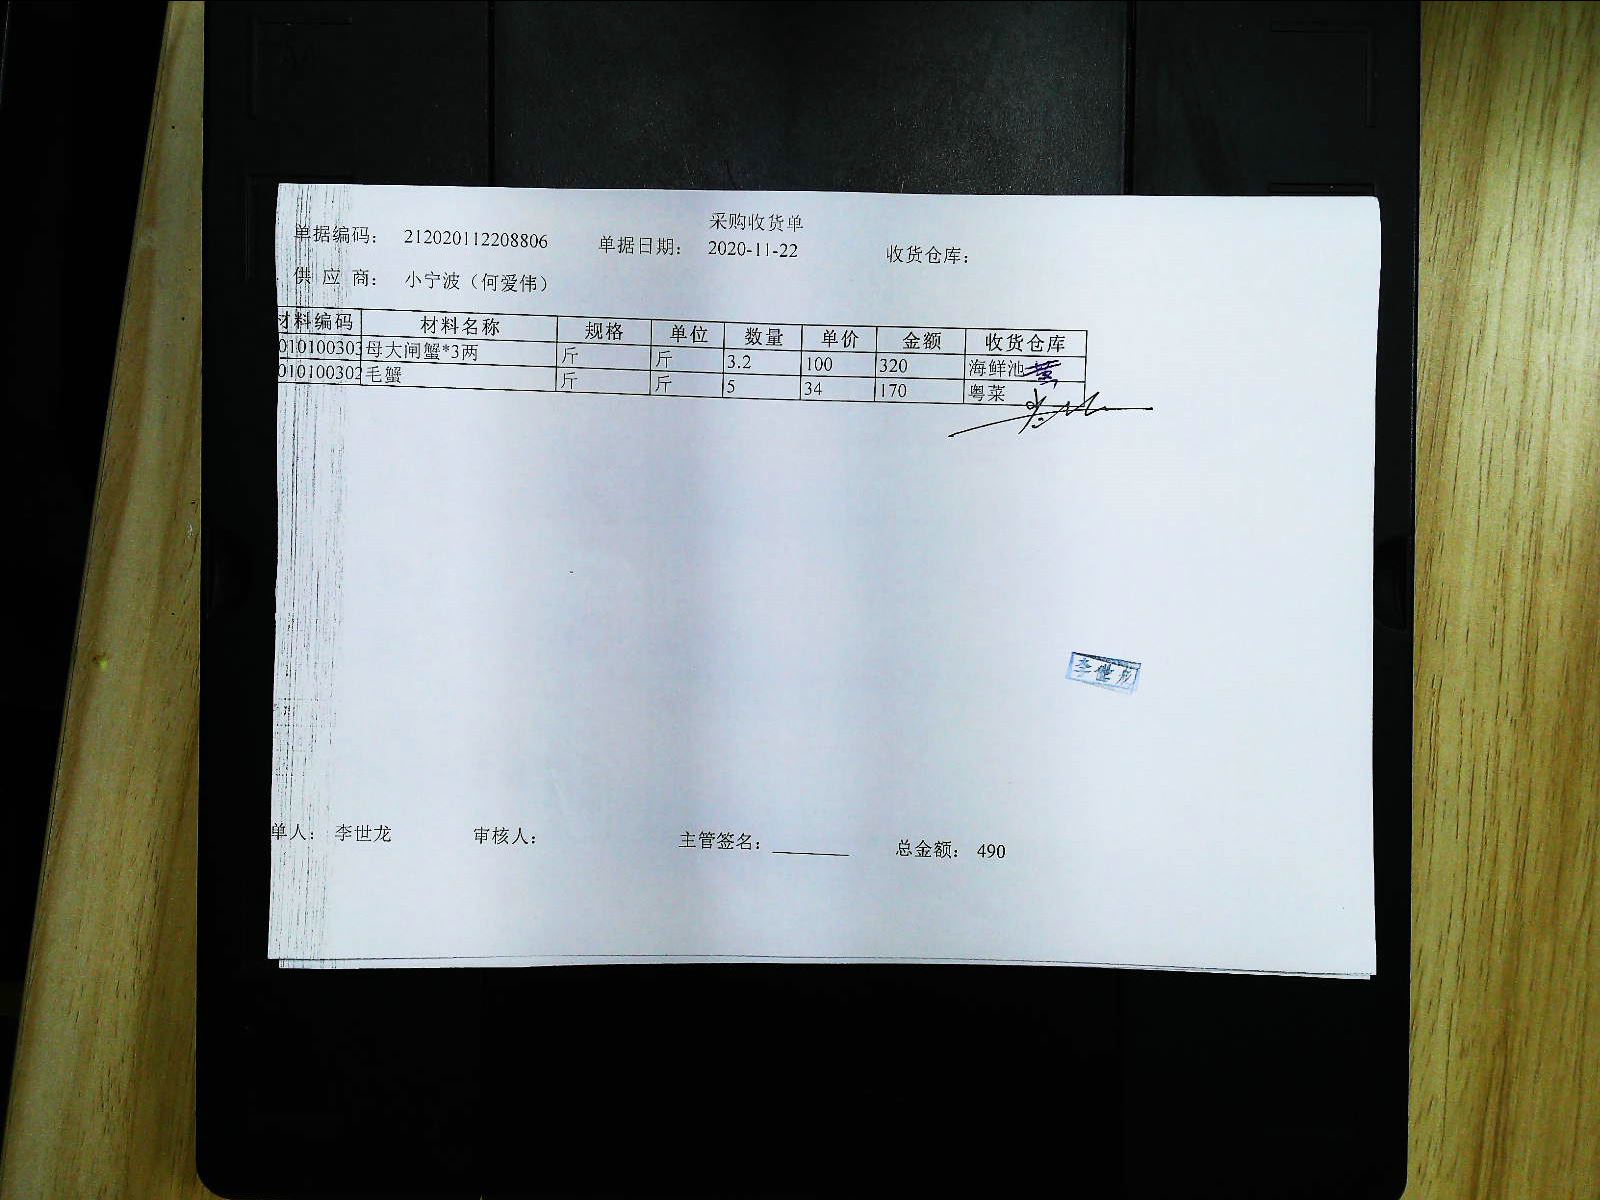 采购收货单
单据编码： 212020112208806 单据日期： 2020-11-22 收货仓库：
供 应 商： 小宁波（何爱伟）
材料编码 材料名称 规格 单位 数量 单价 金额 收货仓库
010100303 母大闸蟹*3两 斤 斤 3.2 100 320 海鲜池
010100302 毛蟹 斤 斤 5 34 170 粤菜
李世龙
单人： 李世龙 审核人： 主管签名： 总金额： 490